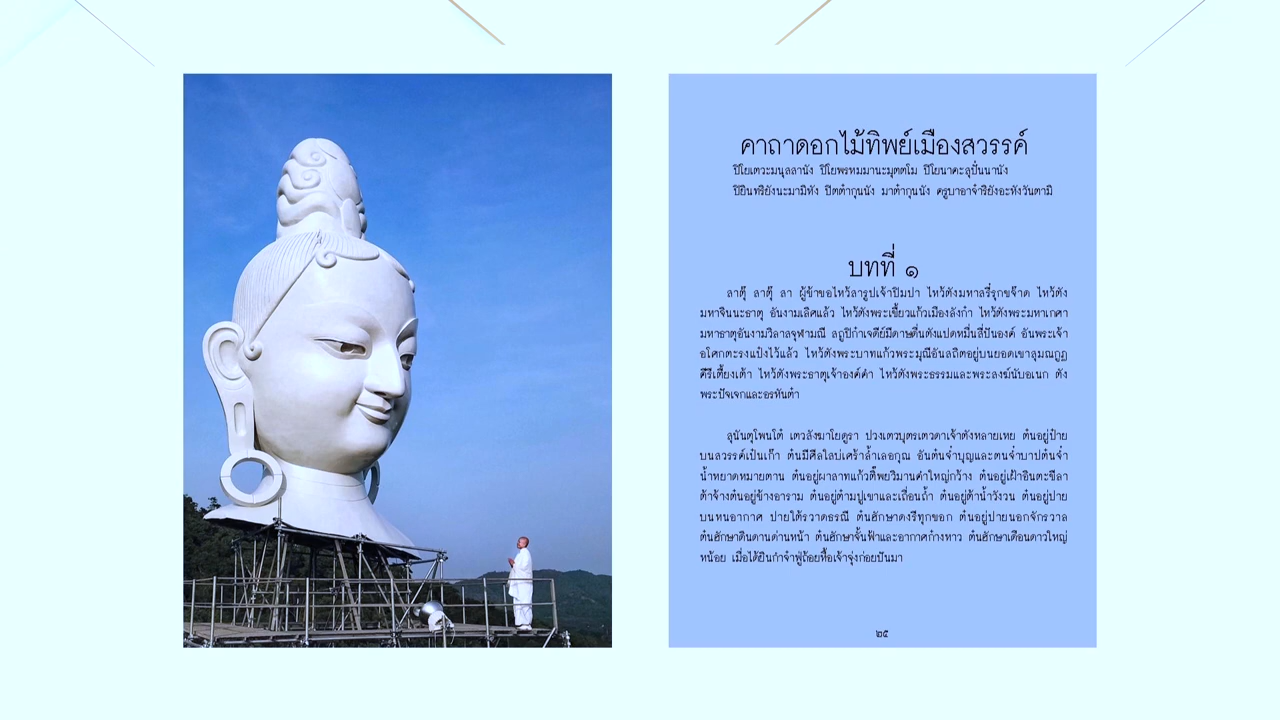 คาถาดอกไม้ทิพย์เมืองสวรรค์
ปิโยเตวะมนุสสานัง ปิโยพรหมมานะมุตตโม ปิโยนาคะสุปั๋นนานัง
ปิยินทริยังนะมามิหัง ปิตตำกุนนัง มาตำกุนนัง ครูบาอาจ๋าริยังอะหังวันตามิ
บทที่ ๑
สาตุ๊ สาตุ๊ สา ผู้ข้าขอไหว้สารูปเจ้าปิมปา ไหว้ตังมหาสรี๋รุกขจ๊าด ไหว้ตัง
มหาจินนะธาตุ อันงามเลิศแล้ว ไหว้ตังพระเขี้ยวแก้วเมืองลังก๋า ไหว้ตังพระมหาเกศา
มหาธาตุอันงามวิลาสจุฬามณี สถูปิก๋าเจดีย์มีดาษดื่นตังแปดหมื่นสี่ปันองค์ อันพระเจ้า
อโศกตะรงแป๋งไว้แล้ว ไหว้ตังพระบาทแก้วพระมุณีอันสถิตอยู่บนยอดเขาสุมณกูฏ
คีรีเตี้ยงเต้า ไหว้ตังพระธาตุเจ้าองค์คำ ไหว้ตังพระธรรมและพระสงฆ์นับอเนก ตัง
พระปัจเจกและอรหันต๋า
สุนันตุโพนโต๋ เตวสังฆาโยดูรา ปวงเตวบุตรเตวดาเจ้าตังหลายเหย ต๋นอยู่ป๋าย
บนสวรรค์เป็นเก๊า ต๋นมีศีลใสบ่เศร้าล้ำเลอกุณ อันต๋นจ๋ำบุญและตนจ๋ำบาปต๋นจ๋ำ
น้ำหยาดหมายตาน ต๋นอยู่ผาสาทแก้วตี๊พยวิมานคำใหญ่กว้าง ต๋นอยู่เฝ้าอินตะขีลา
ต้าจ้างต๋นอยู่ข้างอาราม ต๋นอยู่ต๋ามปูเขาและเถื่อนถ้ำ ต๋นอยู่ต้าน้ำวังวน ต๋นอยู่ปาย
บนหนอากาศ ปายใต้รวาดธรณี ต๋นฮักษาดงรีทุกขอก ต๋นอยู่ปายนอกจักรวาล
ต๋นฮักษาดินดานด่านหน้า ต๋นฮักษาจั้นฟ้าและอากาศก๋างหาว ต๋นฮักษาเดือนดาวใหญ่
หน้อย เมื่อได้ยินกำจ๋าฟู่ถ้อยทื้อเจ้าจุ่งก่อยปันมา
๒๕